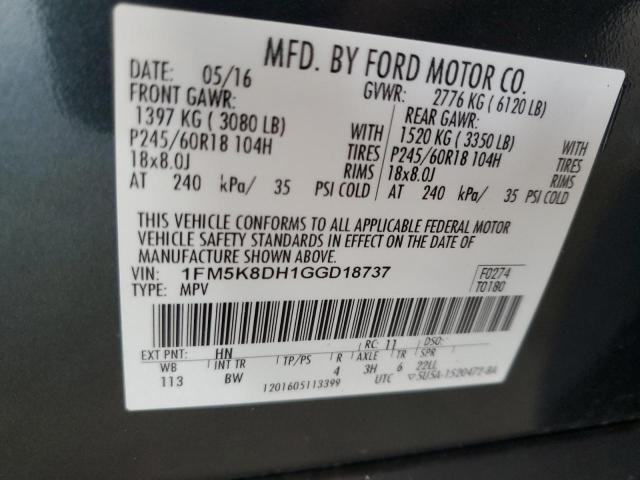 MFD. BY FORD MOTOR CO.
DATE: 05/16 GVWR: 2776 KG ( 6120 LB)
FRONT GAWR: REAR GAWR:
1397 KG ( 3080 LB) WITH 1520 KG ( 3350 LB) WITH
P245/60R18 104H TIRES P245/60R18 104H TIRES
18x8.0J RIMS 18x8.0J RIMS
AT 240 kPa/ 35 PSI COLD AT 240 kPa/ 35 PSI COLD
THIS VEHICLE CONFORMS TO ALL APPLICABLE FEDERAL MOTOR
VEHICLE SAFETY STANDARDS IN EFFECT ON THE DATE OF
MANUFACTURE SHOWN ABOVE.
VIN: 1FM5K8DH1GGD18737 F0274
TYPE: MPV T0180
EXT PNT: HN RC: 11 DSO:
WB INT TR TP/PS R AXLE TR SPR
113 BW 4 3H 6 22LL
1201605113399 UTC ▽SU5A-1520472-BA